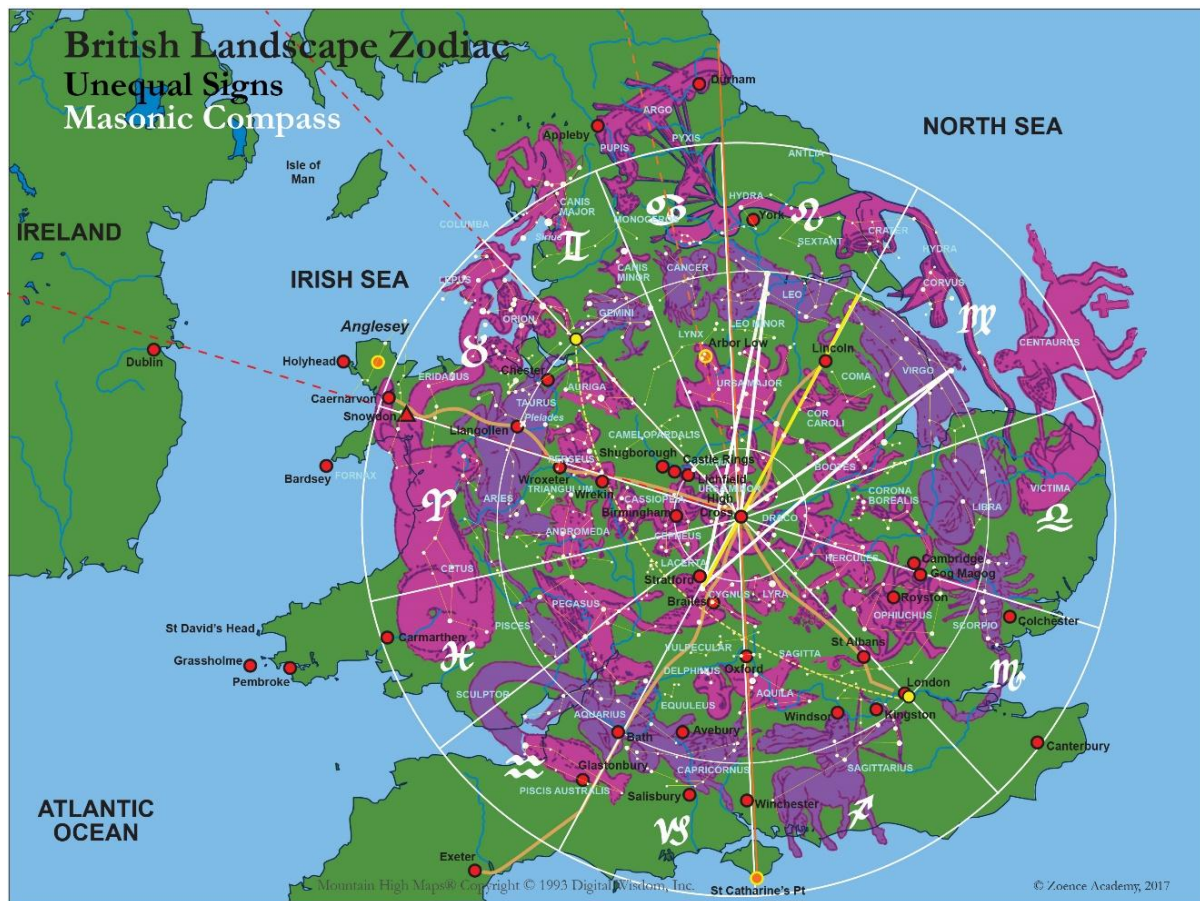 British Landscape Zodiac
Unequal Signs
Masonic Compass
NORTH SEA
IRELAND
IRISH SEA
ATLANTIC
OCEAN
Isle of
Man
Durham
ARGO
Appleby
PUPIS
PYXIS
ANTLIA
CANIS
MAJOR
Sirius
COLUMBA
HYDRA
York
SEXTANT
CRATER
HYDRA
CORVUS
CENTAURUS
LEPUS
CANIS
MINOR
CANCER
LEO
ORION
GEMINI
LEO MINOR
LYNX
Arbor Low
Lincoln
Anglesey
Holyhead
Dublin
Caernarvon
Snowdon
ERIDANUS
Chester
TAURUS
Pleiades
AURIGA
URSA MAJOR
COMA
VIRGO
COR
CAROLI
Llangollen
CAMELOPARDALIS
Shugborough
Castle Rings
Lichfield
BOOTES
Bardsey
FORNAX
PERSEUS
Wroxeter
TRIANGULUM
Wrekin
ARIES
CASSIOPEIA
High
Cross
Birmingham
DRACO
CORONA
BOREALIS
LIBRA
VICTIMA
ANDROMEDA
CEPHEUS
LACERTA
HERCULES
Cambridge
Gog Magog
CETUS
Stratford
Brailes
CYGNUS
LYRA
Royston
OPHIUCHUS
SCORPIO
Colchester
PEGASUS
PISCES
St David's Head
Carmarthen
Grassholme
Pembroke
VULPECULAR
Oxford
SAGITTA
St Albans
DELPHINUS
AQUILA
London
SCULPTOR
AQUARIUS
EQUULEUS
Windsor
Kingston
Bath
Avebury
Canterbury
Glastonbury
PISCIS AUSTRALIS
CAPRICORNUS
SAGITTARIUS
Salisbury
Winchester
Exeter
St Catharine's Pt
Mountain High Maps® Copyright © 1993 Digital Wisdom, Inc.
© Zoence Academy, 2017